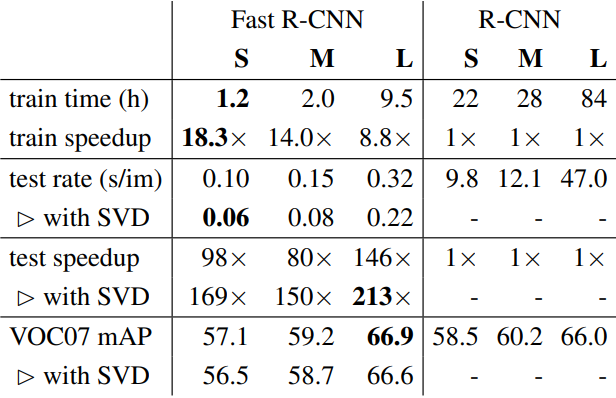 Fast R-CNN R-CNN
S M L S M L
train time (h) 1.2 2.0 9.5 22 28 84
train speedup 18.3× 14.0× 8.8× 1× 1× 1×
test rate (s/im) 0.10 0.15 0.32 9.8 12.1 47.0
▷ with SVD 0.06 0.08 0.22 - - -
test speedup 98× 80× 146× 1× 1× 1×
▷ with SVD 169× 150× 213× - - -
VOC07 mAP 57.1 59.2 66.9 58.5 60.2 66.0
▷ with SVD 56.5 58.7 66.6 - - -